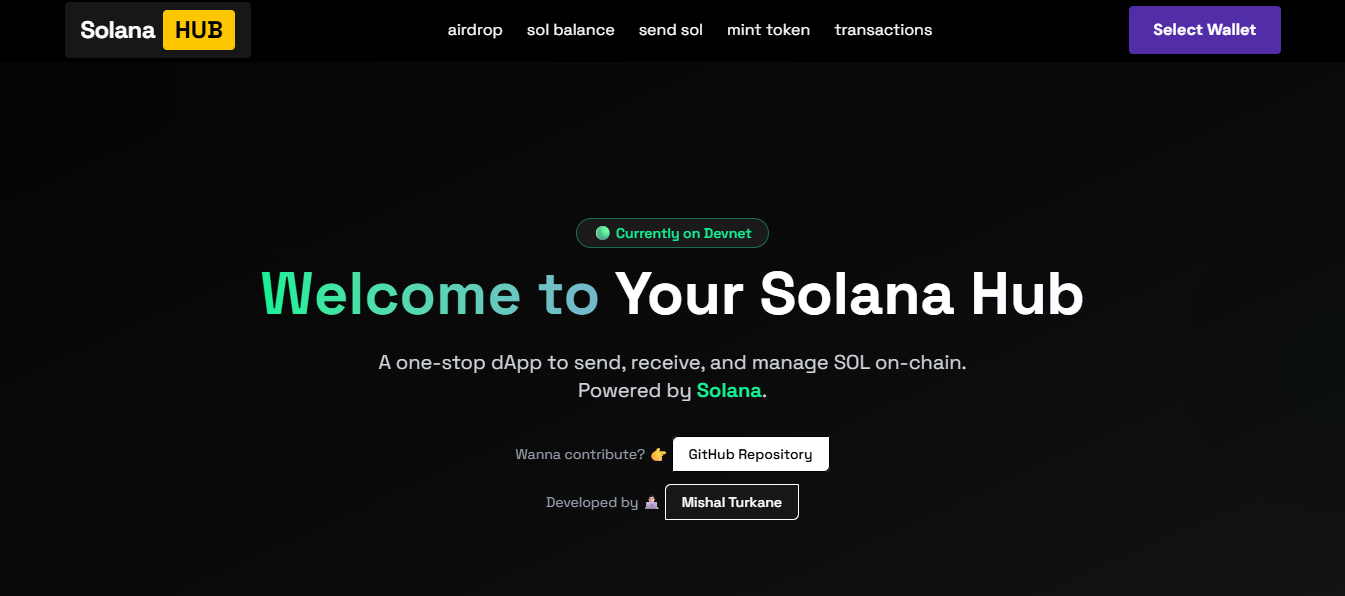 Solana HUB
airdrop sol balance send sol mint token transactions
Select Wallet
Currently on Devnet
Welcome to Your Solana Hub
A one-stop dApp to send, receive, and manage SOL on-chain.
Powered by Solana.
Wanna contribute? 👉 GitHub Repository
Developed by Mishal Turkane